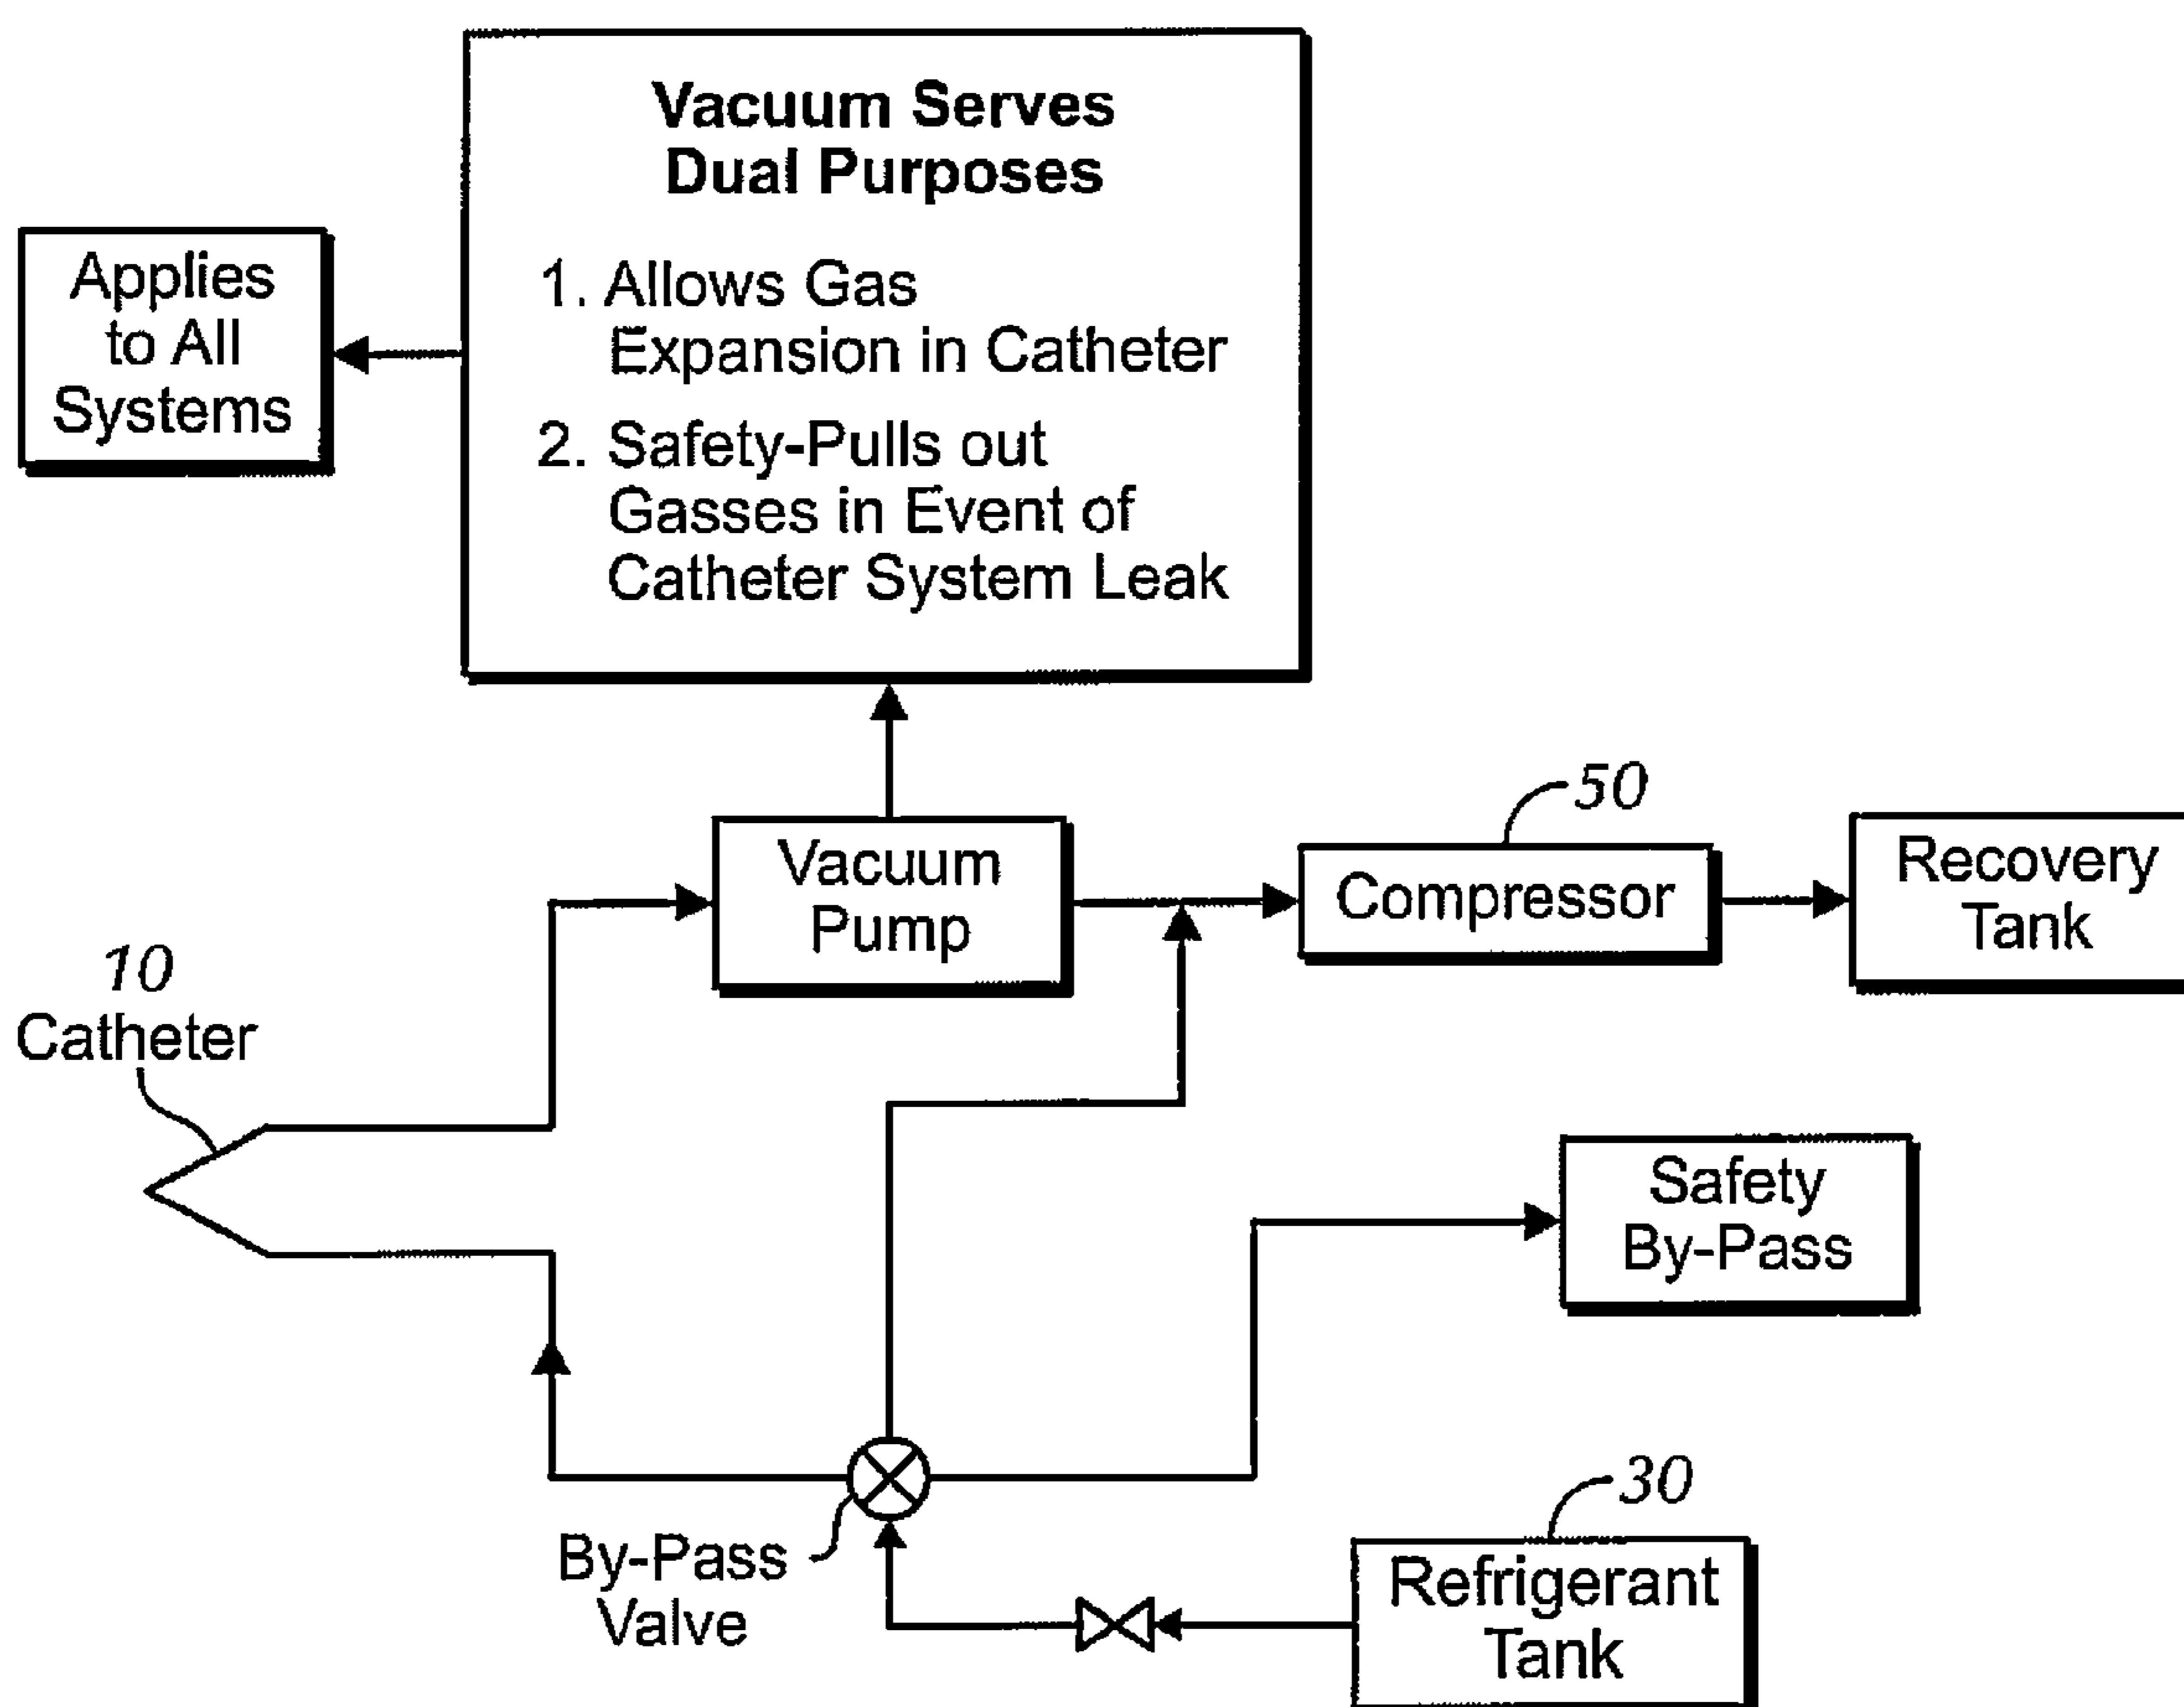 Vacuum Serves
Dual Purposes
1. Allows Gas
Expansion in Catheter
2. Safety-Pulls out
Gasses in Event of
Catheter System Leak
Applies
to All
Systems
Vacuum
Pump
50
Compressor
Recovery
Tank
10
Catheter
Safety
By-Pass
By-Pass
Valve
30
Refrigerant
Tank